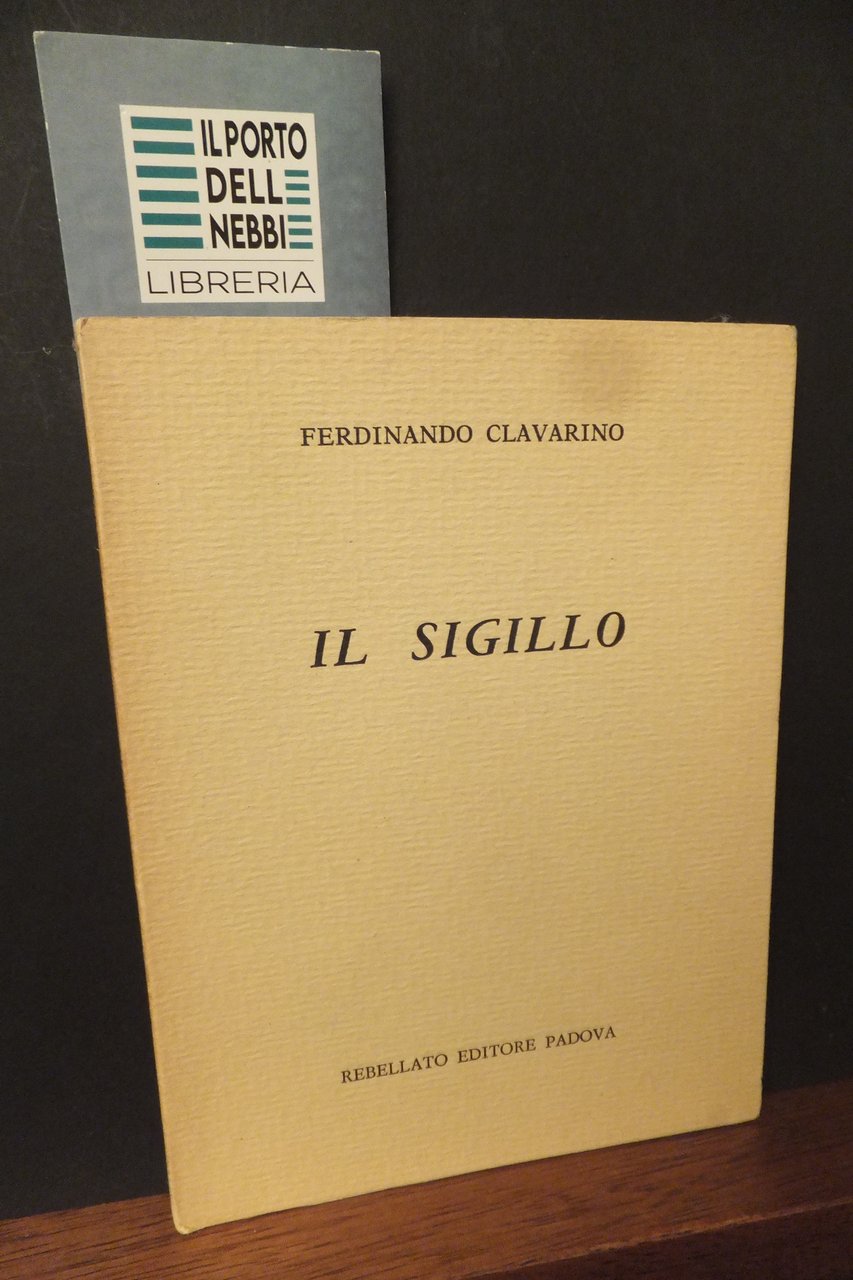 IL PORTO
DELLE
NEBBIE
LIBRERIA
FERDINANDO CLAVARINO
IL SIGILLO
REBELLATO EDITORE PADOVA